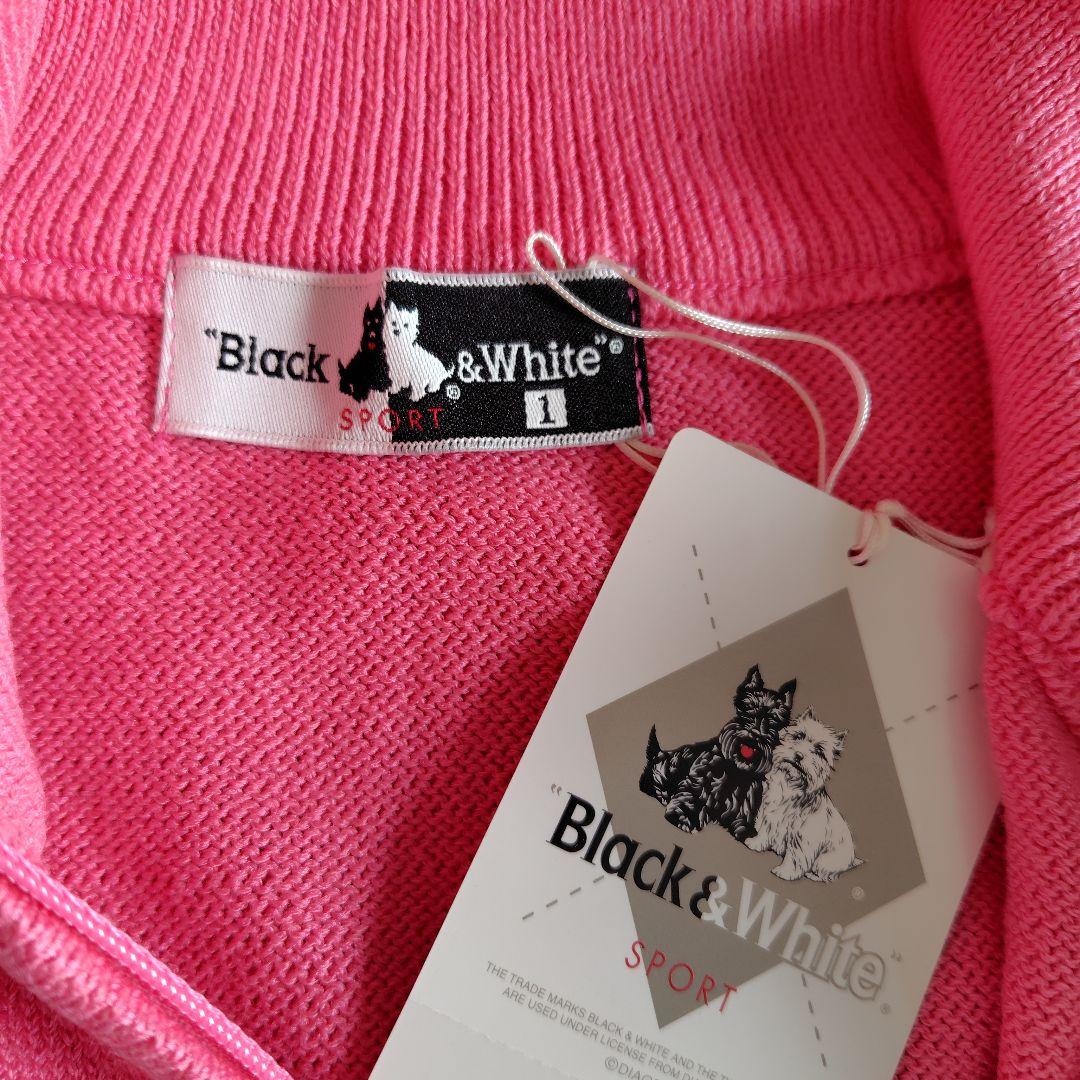 "Black &White"®
®
SPORT
1
"Black & White"
®
SPORT
®
THE TRADE MARKS BLACK & WHITE AND THE
ARE USED UNDER LICENSE FROM